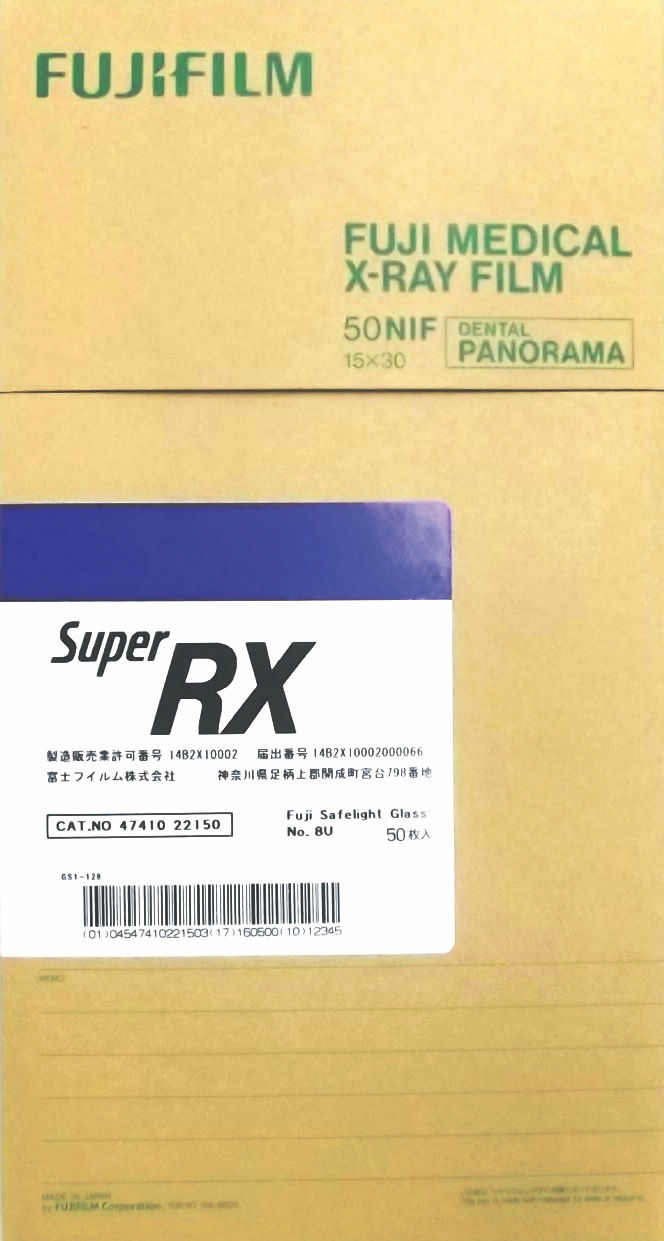 FUJIFILM
FUJI MEDICAL
X-RAY FILM
50NIF
15×30
DENTAL
PANORAMA
Super RX
製造販売業許可番号 14B2X10002 届出番号 14B2X10002000066
富士フイルム株式会社 神奈川県足柄上郡開成町宮台798番地
CAT.NO 47410 22150
Fuji Safelight Glass
No. 8U
50枚入
GS1-128
(01)04547410221503(17)160500(10)12345
MEMO
MADE IN JAPAN
by FUJIFILM Corporation, TOKYO